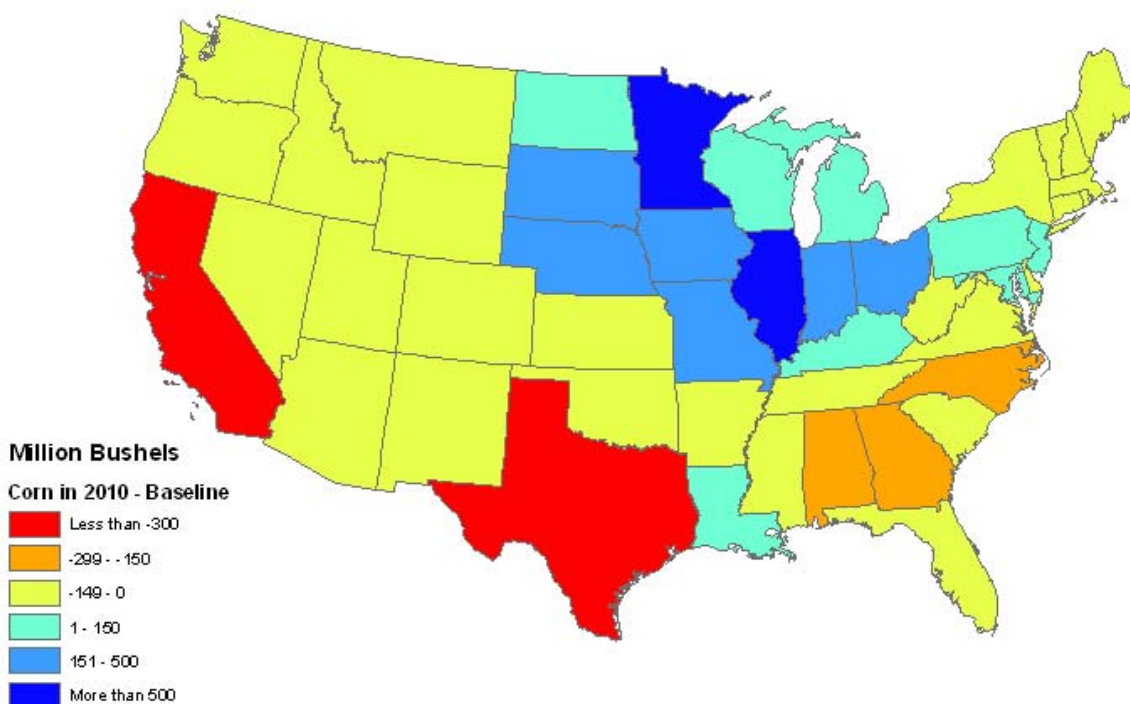 Million Bushels
Corn in 2010 - Baseline
Less than -300
-299 - -150
-149 - 0
1 - 150
151 - 500
More than 500